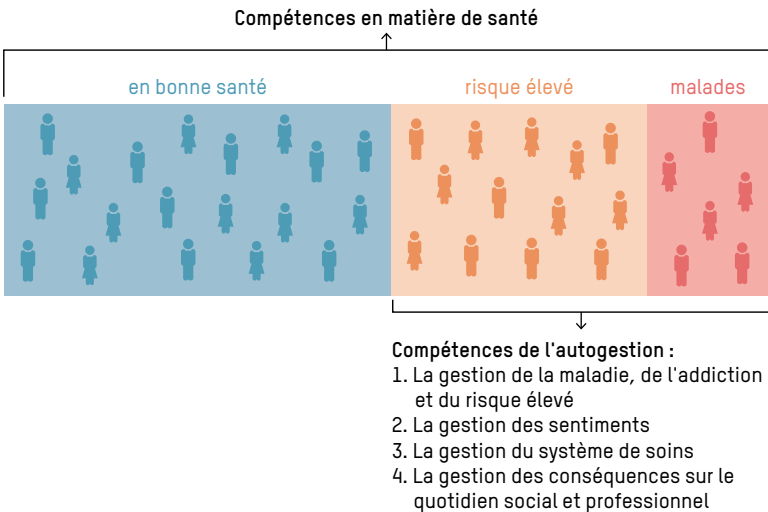 Compétences en matière de santé
en bonne santé
risque élevé
malades
Compétences de l'autogestion :
1. La gestion de la maladie, de l'addiction
et du risque élevé
2. La gestion des sentiments
3. La gestion du système de soins
4. La gestion des conséquences sur le
quotidien social et professionnel